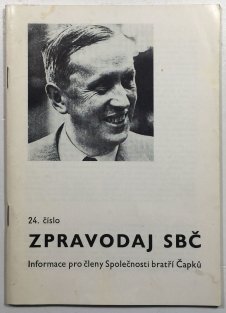 24. číslo
ZPRAVODAJ SBČ
Informace pro členy Společnosti bratří Čapků